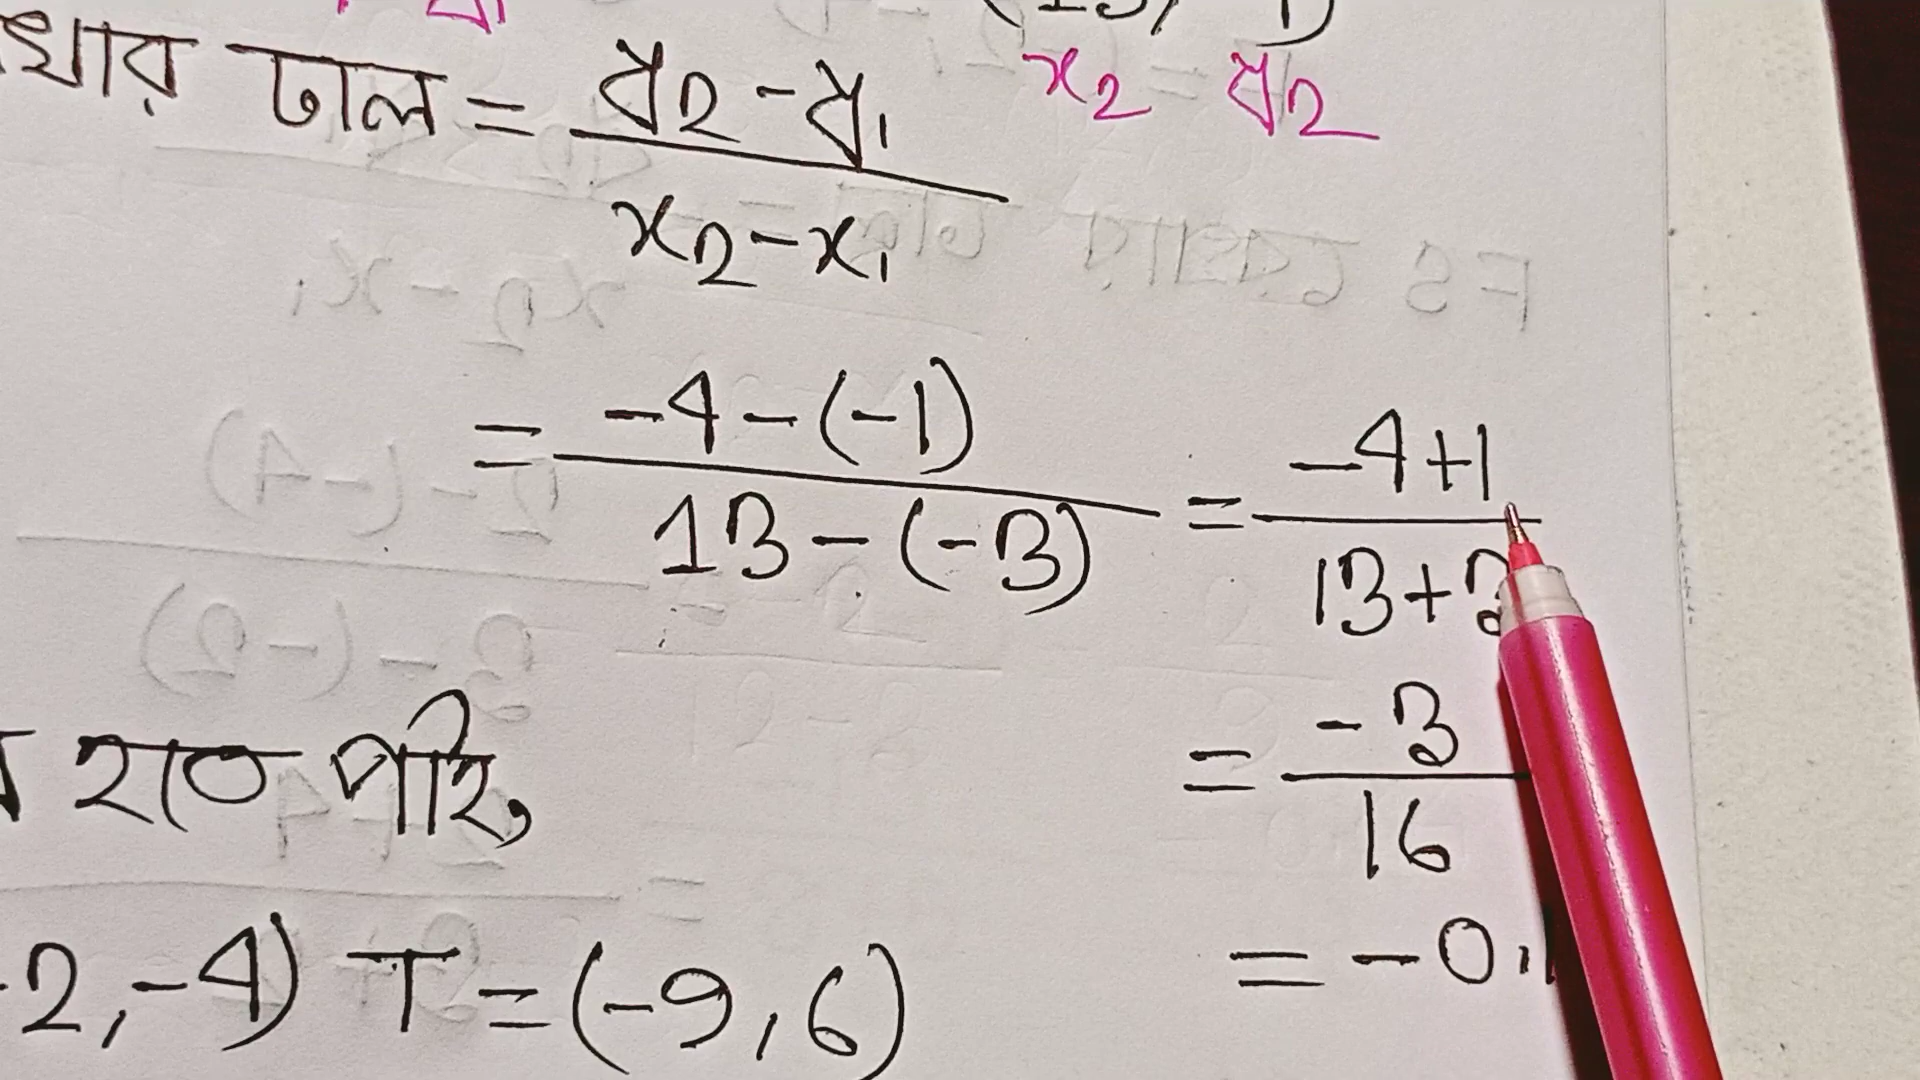 ঢাল = y2 - y1 / x2 - x1
x2 = y2
= -4 - (-1) / 13 - (-3) = -4+1 / 13+3
= -3 / 16
হতে পাই,
2, -4) T = (-9, 6)
= -0.1